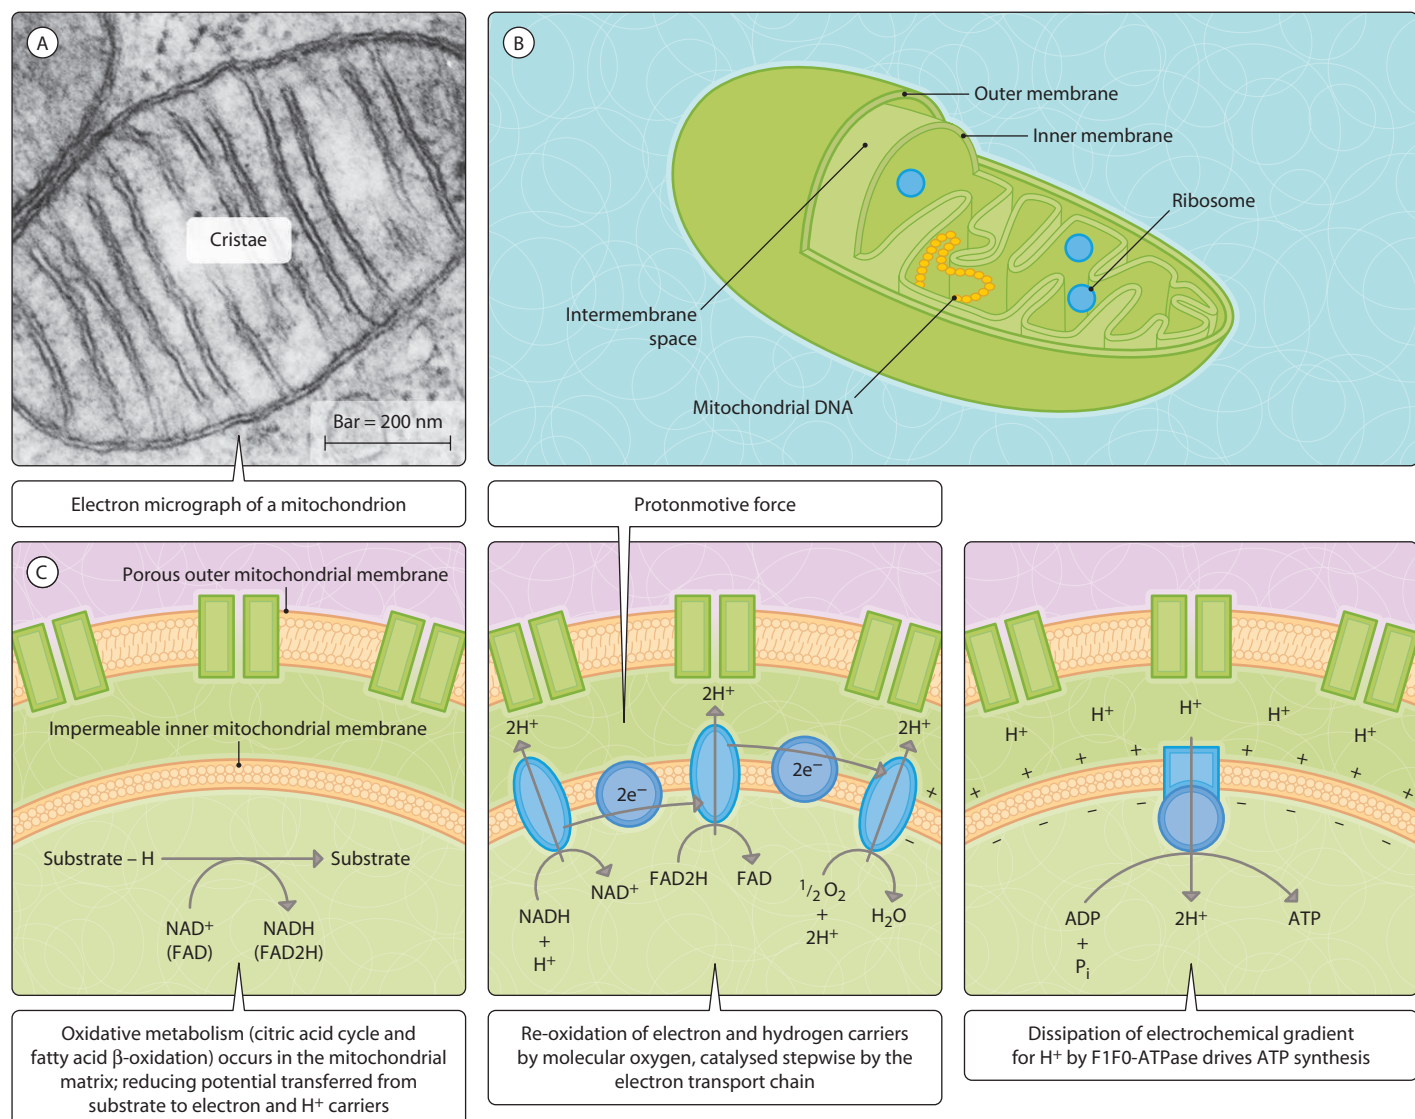 A
Cristae
Bar = 200 nm
Electron micrograph of a mitochondrion
B
Outer membrane
Inner membrane
Ribosome
Intermembrane
space
Mitochondrial DNA
C
Porous outer mitochondrial membrane
Impermeable inner mitochondrial membrane
Substrate – H
Substrate
NAD⁺
(FAD)
NADH
(FAD2H)
Oxidative metabolism (citric acid cycle and
fatty acid β-oxidation) occurs in the mitochondrial
matrix; reducing potential transferred from
substrate to electron and H⁺ carriers
Protonmotive force
2H⁺
2H⁺
2H⁺
2e⁻
2e⁻
+
–
NADH
+
H⁺
NAD⁺
FAD2H
FAD
½ O₂
+
2H⁺
H₂O
Re-oxidation of electron and hydrogen carriers
by molecular oxygen, catalysed stepwise by the
electron transport chain
H⁺
H⁺
H⁺
H⁺
H⁺
+ + + + + + + +
– – – – – – – – – –
ADP
+
Pᵢ
2H⁺
ATP
Dissipation of electrochemical gradient
for H⁺ by F1F0-ATPase drives ATP synthesis